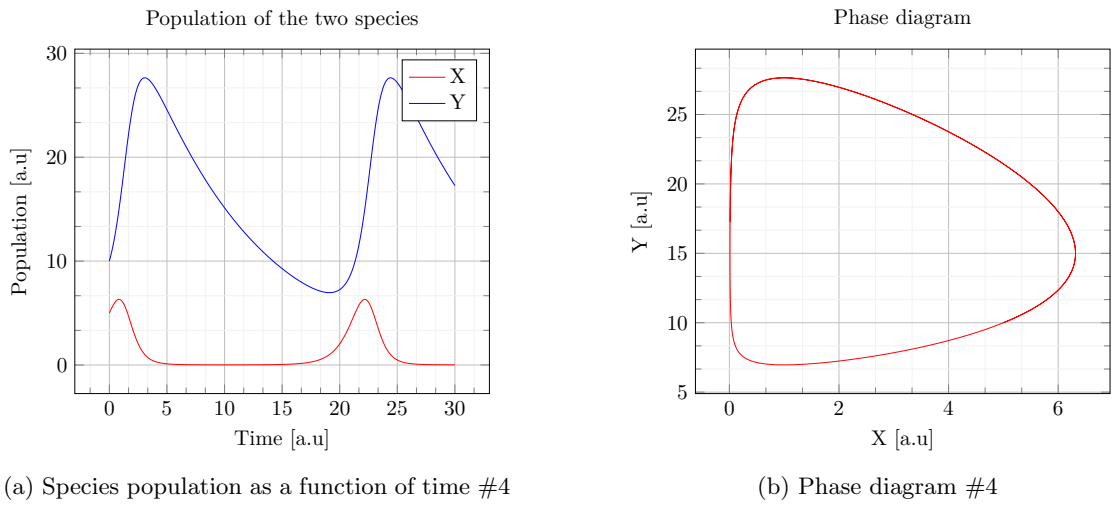 Population of the two species
Population [a.u]
30
20
10
0
X
Y
0 5 10 15 20 25 30
Time [a.u]
(a) Species population as a function of time #4
Phase diagram
Y [a.u]
25
20
15
10
5
0 2 4 6
X [a.u]
(b) Phase diagram #4